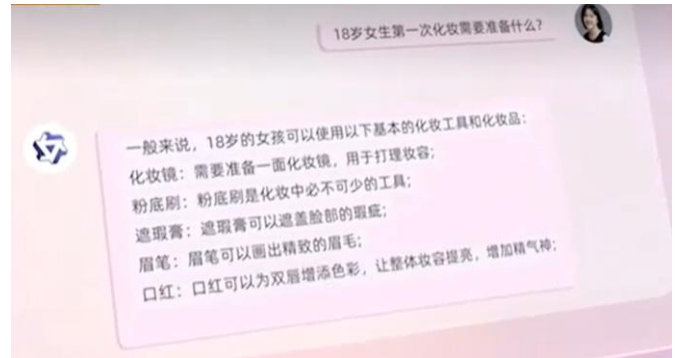 18岁女生第一次化妆需要准备什么?
一般来说，18岁的女孩可以使用以下基本的化妆工具和化妆品：
化妆镜：需要准备一面化妆镜，用于打理妆容；
粉底刷：粉底刷是化妆中必不可少的工具；
遮瑕膏：遮瑕膏可以遮盖脸部的瑕疵；
眉笔：眉笔可以画出精致的眉毛；
口红：口红可以为双唇增添色彩，让整体妆容提亮，增加精气神；